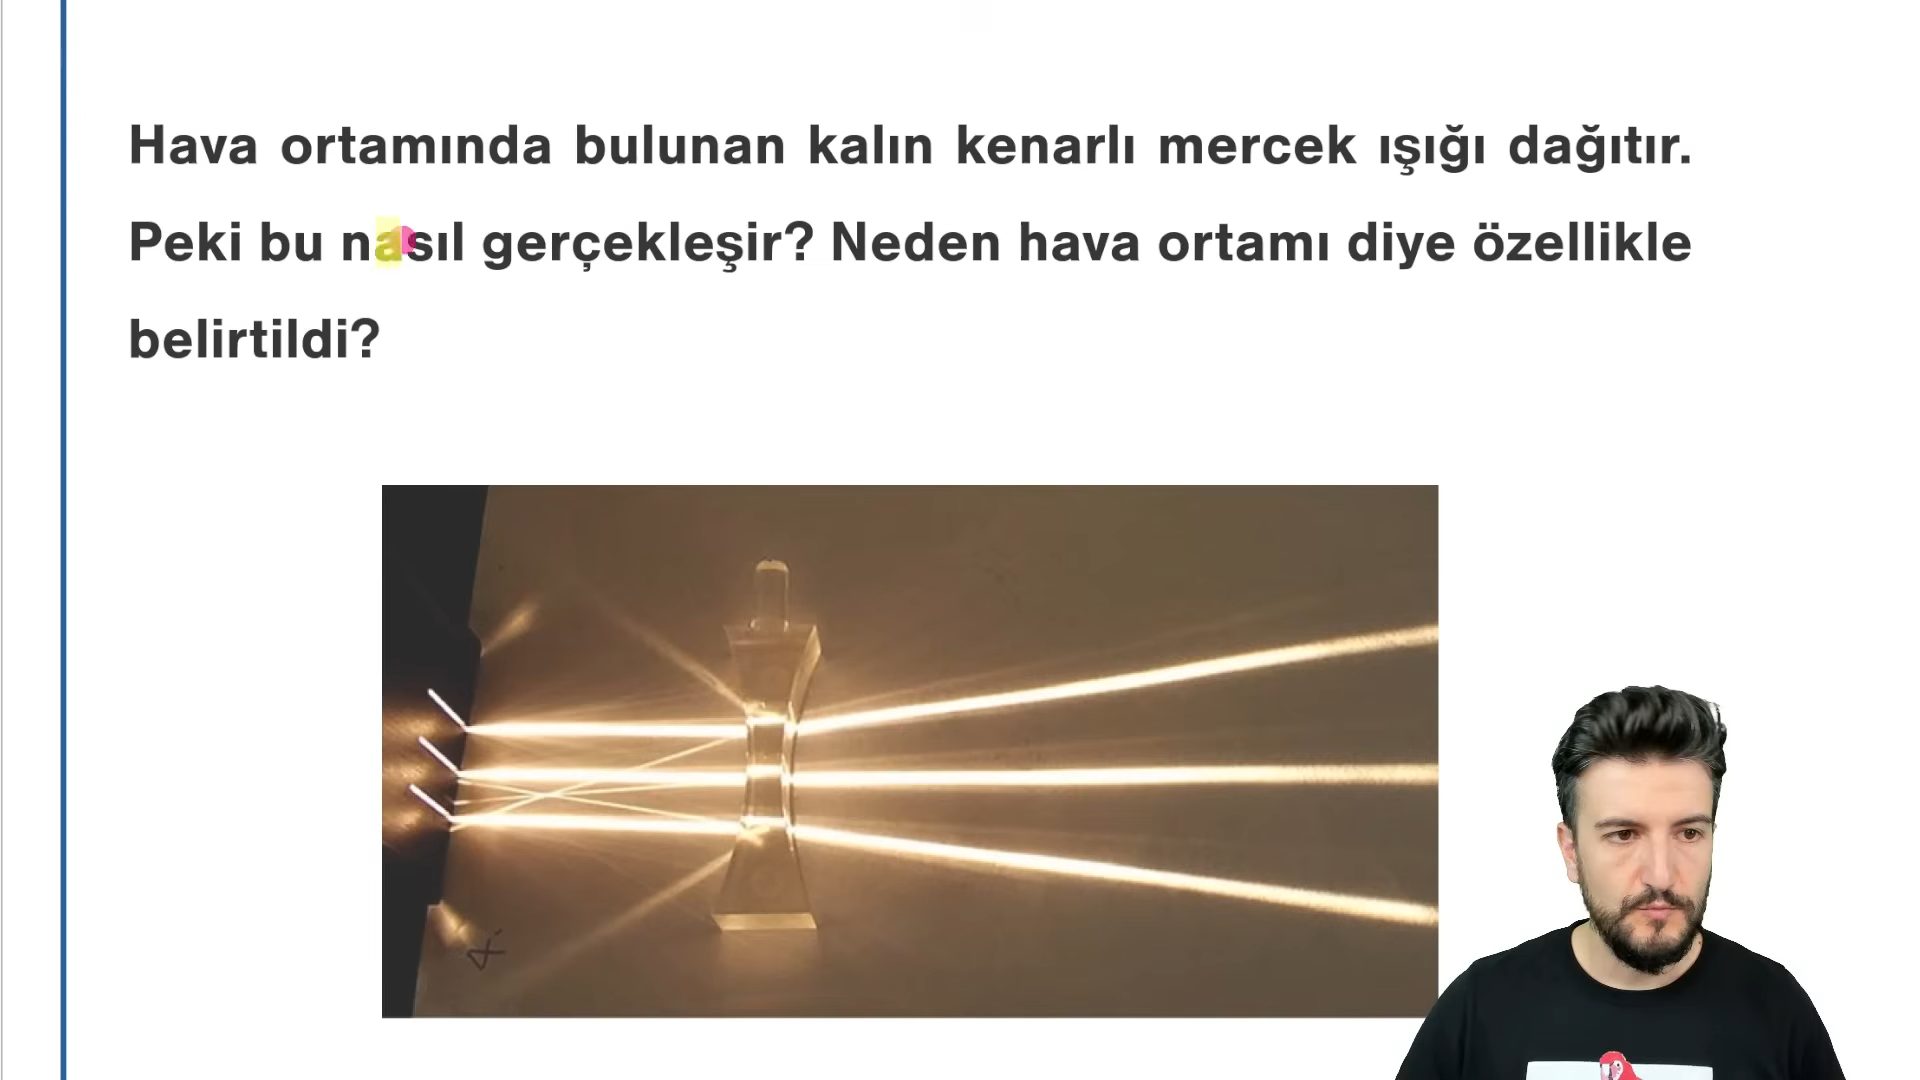 Hava ortamında bulunan kalın kenarlı mercek ışığı dağıtır.
Peki bu nasıl gerçekleşir? Neden hava ortamı diye özellikle
belirtildi?